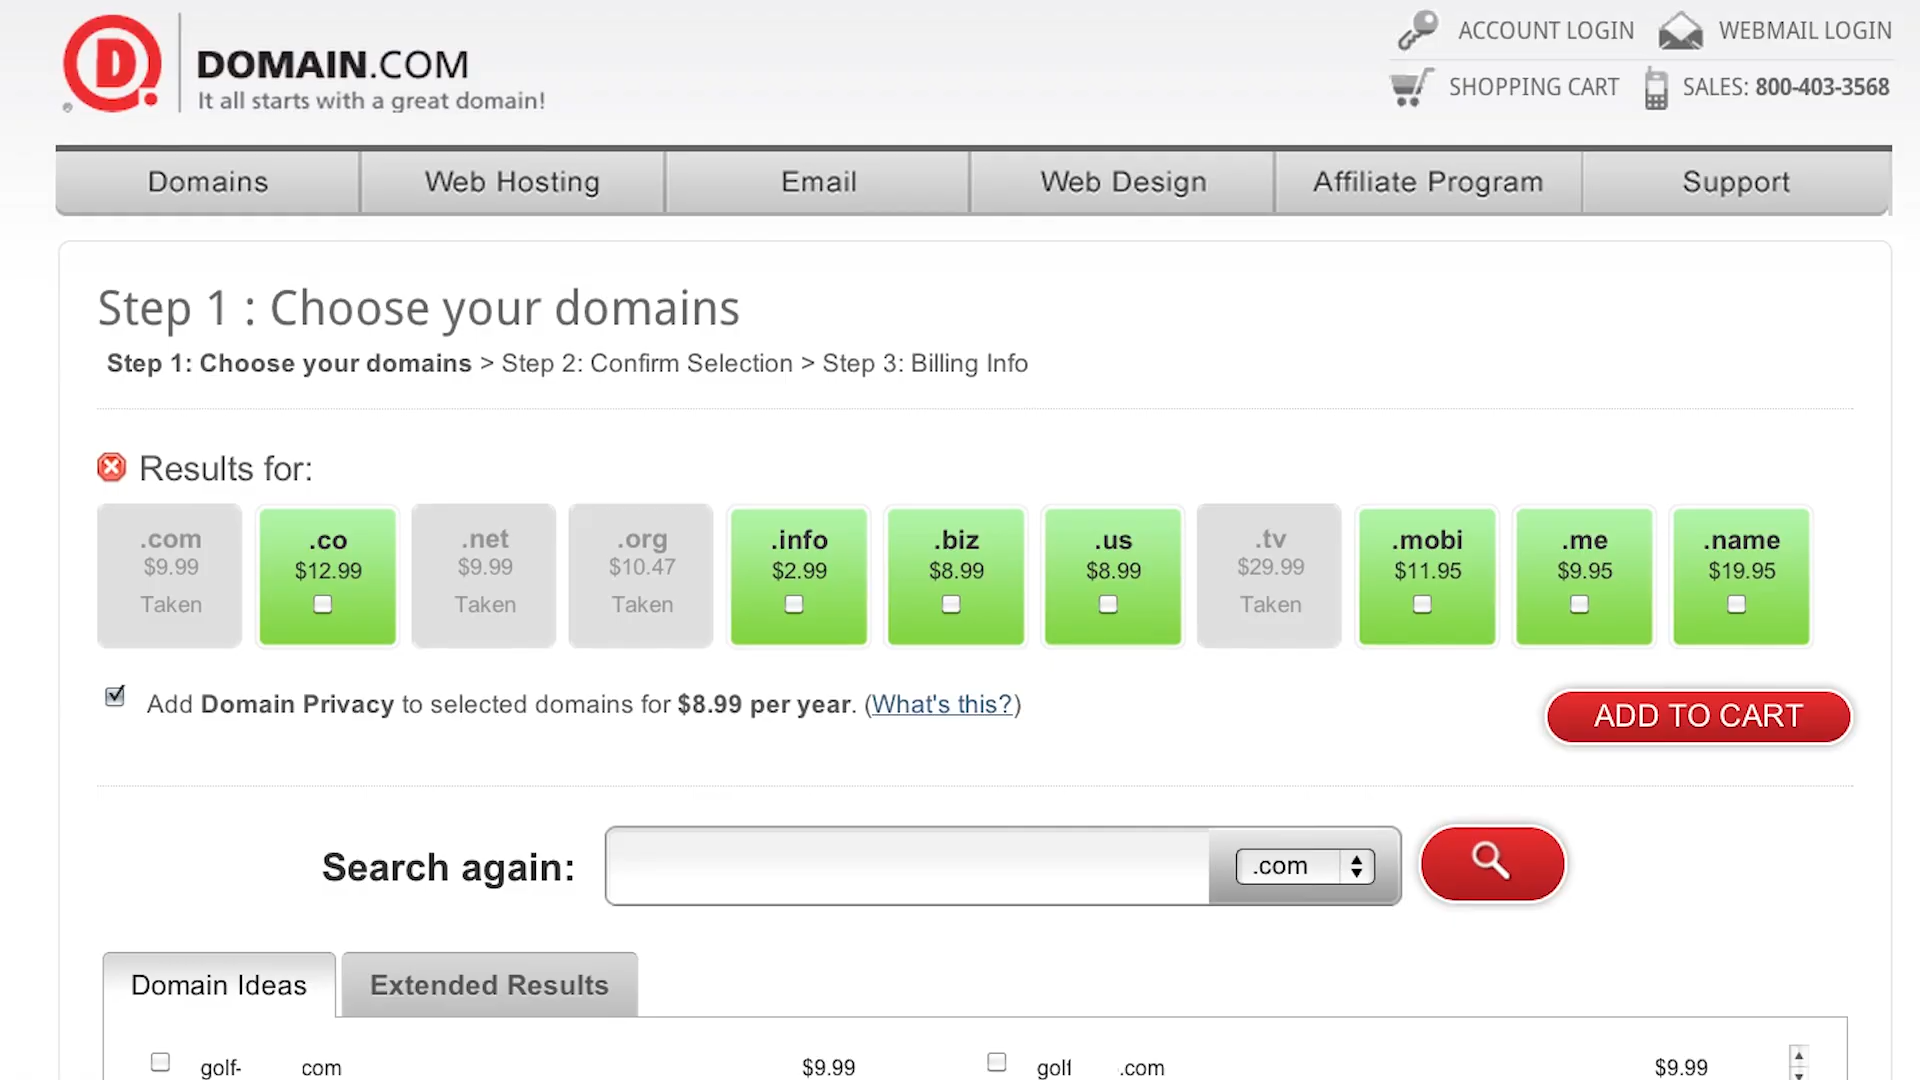 DOMAIN.COM
It all starts with a great domain!
ACCOUNT LOGIN
WEBMAIL LOGIN
SHOPPING CART
SALES: 800-403-3568
Domains
Web Hosting
Email
Web Design
Affiliate Program
Support
Step 1 : Choose your domains
Step 1: Choose your domains > Step 2: Confirm Selection > Step 3: Billing Info
Results for:
.com
$9.99
Taken
.co
$12.99
.net
$9.99
Taken
.org
$10.47
Taken
.info
$2.99
.biz
$8.99
.us
$8.99
.tv
$29.99
Taken
.mobi
$11.95
.me
$9.95
.name
$19.95
Add Domain Privacy to selected domains for $8.99 per year. (What's this?)
ADD TO CART
Search again:
.com
Domain Ideas
Extended Results
golf- com $9.99
golf .com $9.99